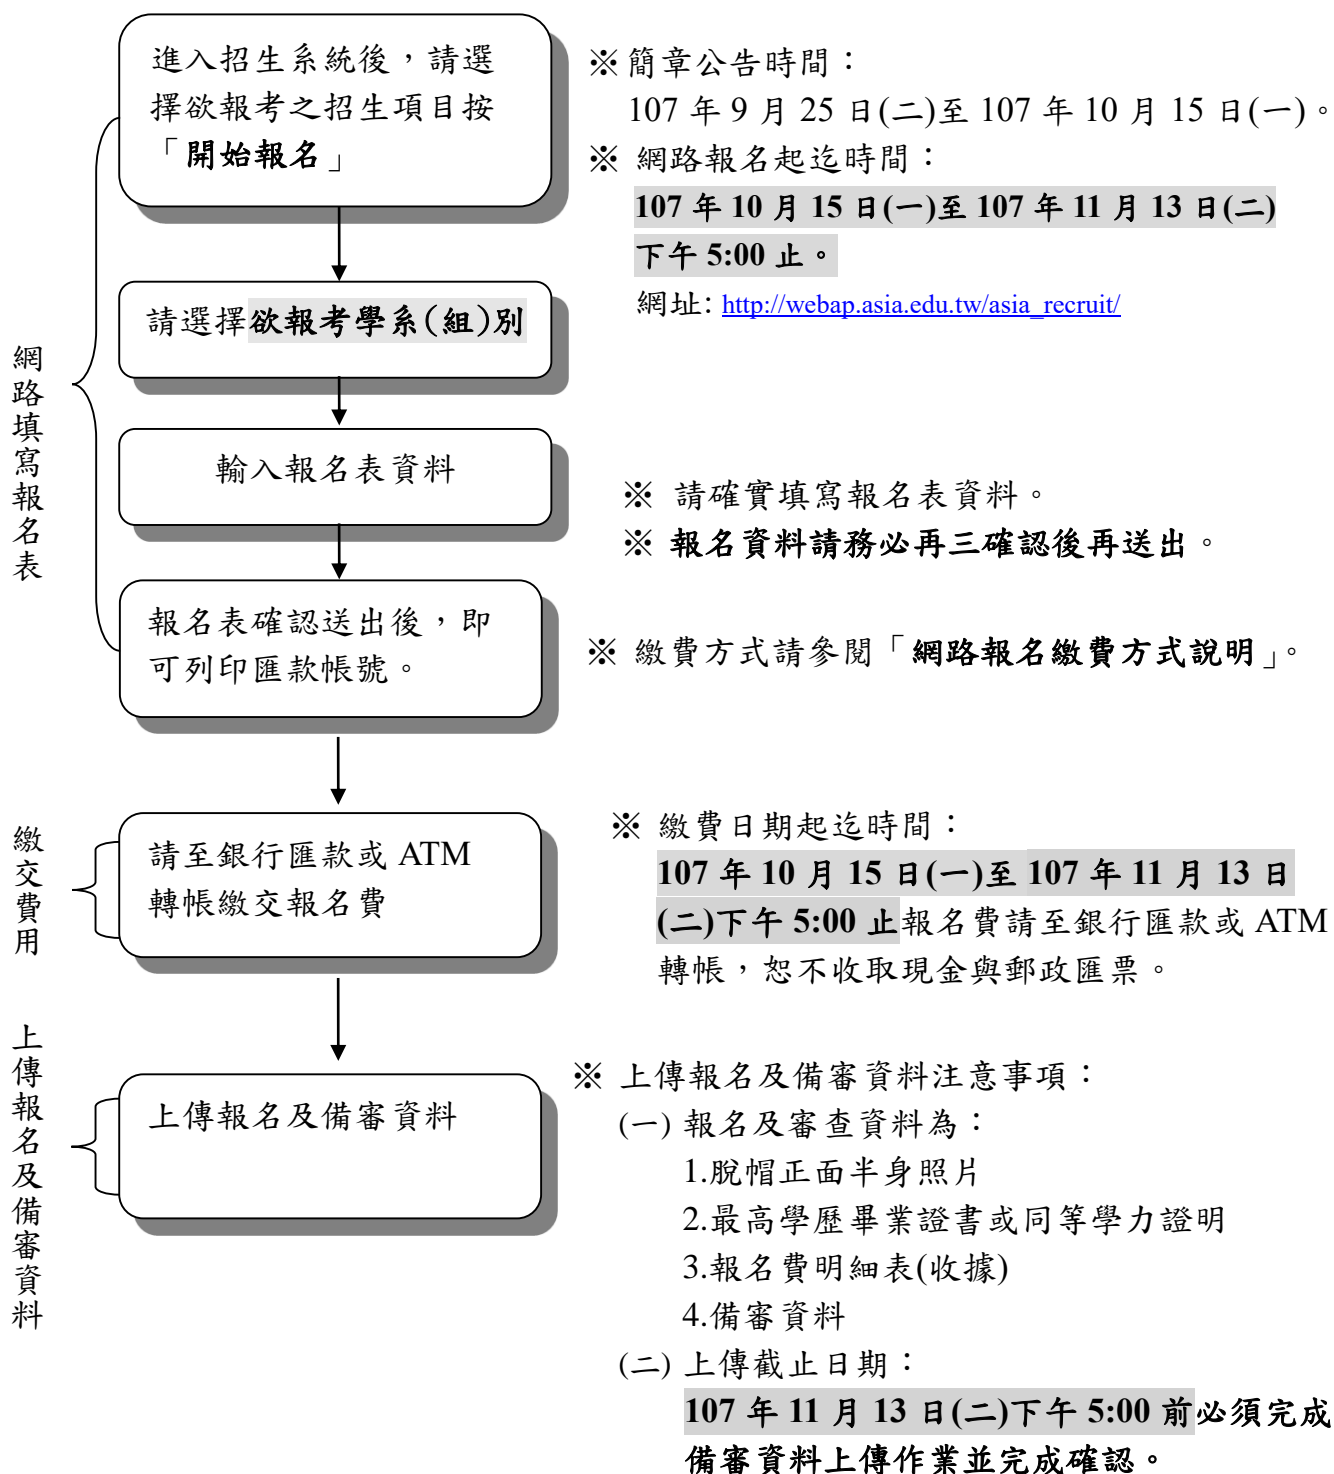 進入招生系統後，請選
擇欲報考之招生項目按
「開始報名」
※簡章公告時間：
107 年 9 月 25 日(二)至 107 年 10 月 15 日(一)。
※ 網路報名起迄時間：
107 年 10 月 15 日(一)至 107 年 11 月 13 日(二)
下午 5:00 止。
網址: http://webap.asia.edu.tw/asia_recruit/
請選擇欲報考學系(組)別
網路填寫報名表
輸入報名表資料
※ 請確實填寫報名表資料。
※ 報名資料請務必再三確認後再送出。
報名表確認送出後，即
可列印匯款帳號。
※ 繳費方式請參閱「網路報名繳費方式說明」。
繳交費用
請至銀行匯款或 ATM
轉帳繳交報名費
※ 繳費日期起迄時間：
107 年 10 月 15 日(一)至 107 年 11 月 13 日
(二)下午 5:00 止報名費請至銀行匯款或 ATM
轉帳，恕不收取現金與郵政匯票。
上傳報名及備審資料
上傳報名及備審資料
※ 上傳報名及備審資料注意事項：
(一) 報名及審查資料為：
1.脫帽正面半身照片
2.最高學歷畢業證書或同等學力證明
3.報名費明細表(收據)
4.備審資料
(二) 上傳截止日期：
107 年 11 月 13 日(二)下午 5:00 前必須完成
備審資料上傳作業並完成確認。